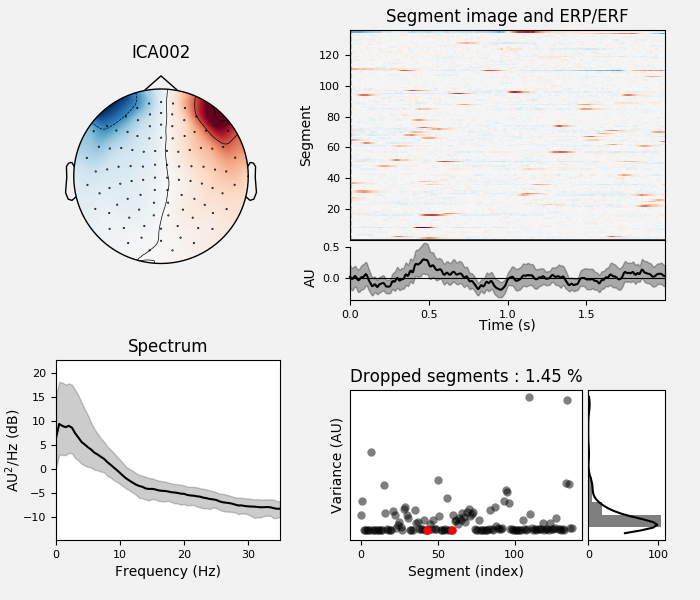 Segment image and ERP/ERF
ICA002
120
100
80
60
40
20
Segment
0.5
0.0
AU
0.0 0.5 1.0 1.5
Time (s)
Spectrum
20
15
10
5
0
−5
−10
AU²/Hz (dB)
0 10 20 30
Frequency (Hz)
Dropped segments : 1.45 %
Variance (AU)
0 50 100
Segment (index)
0 100